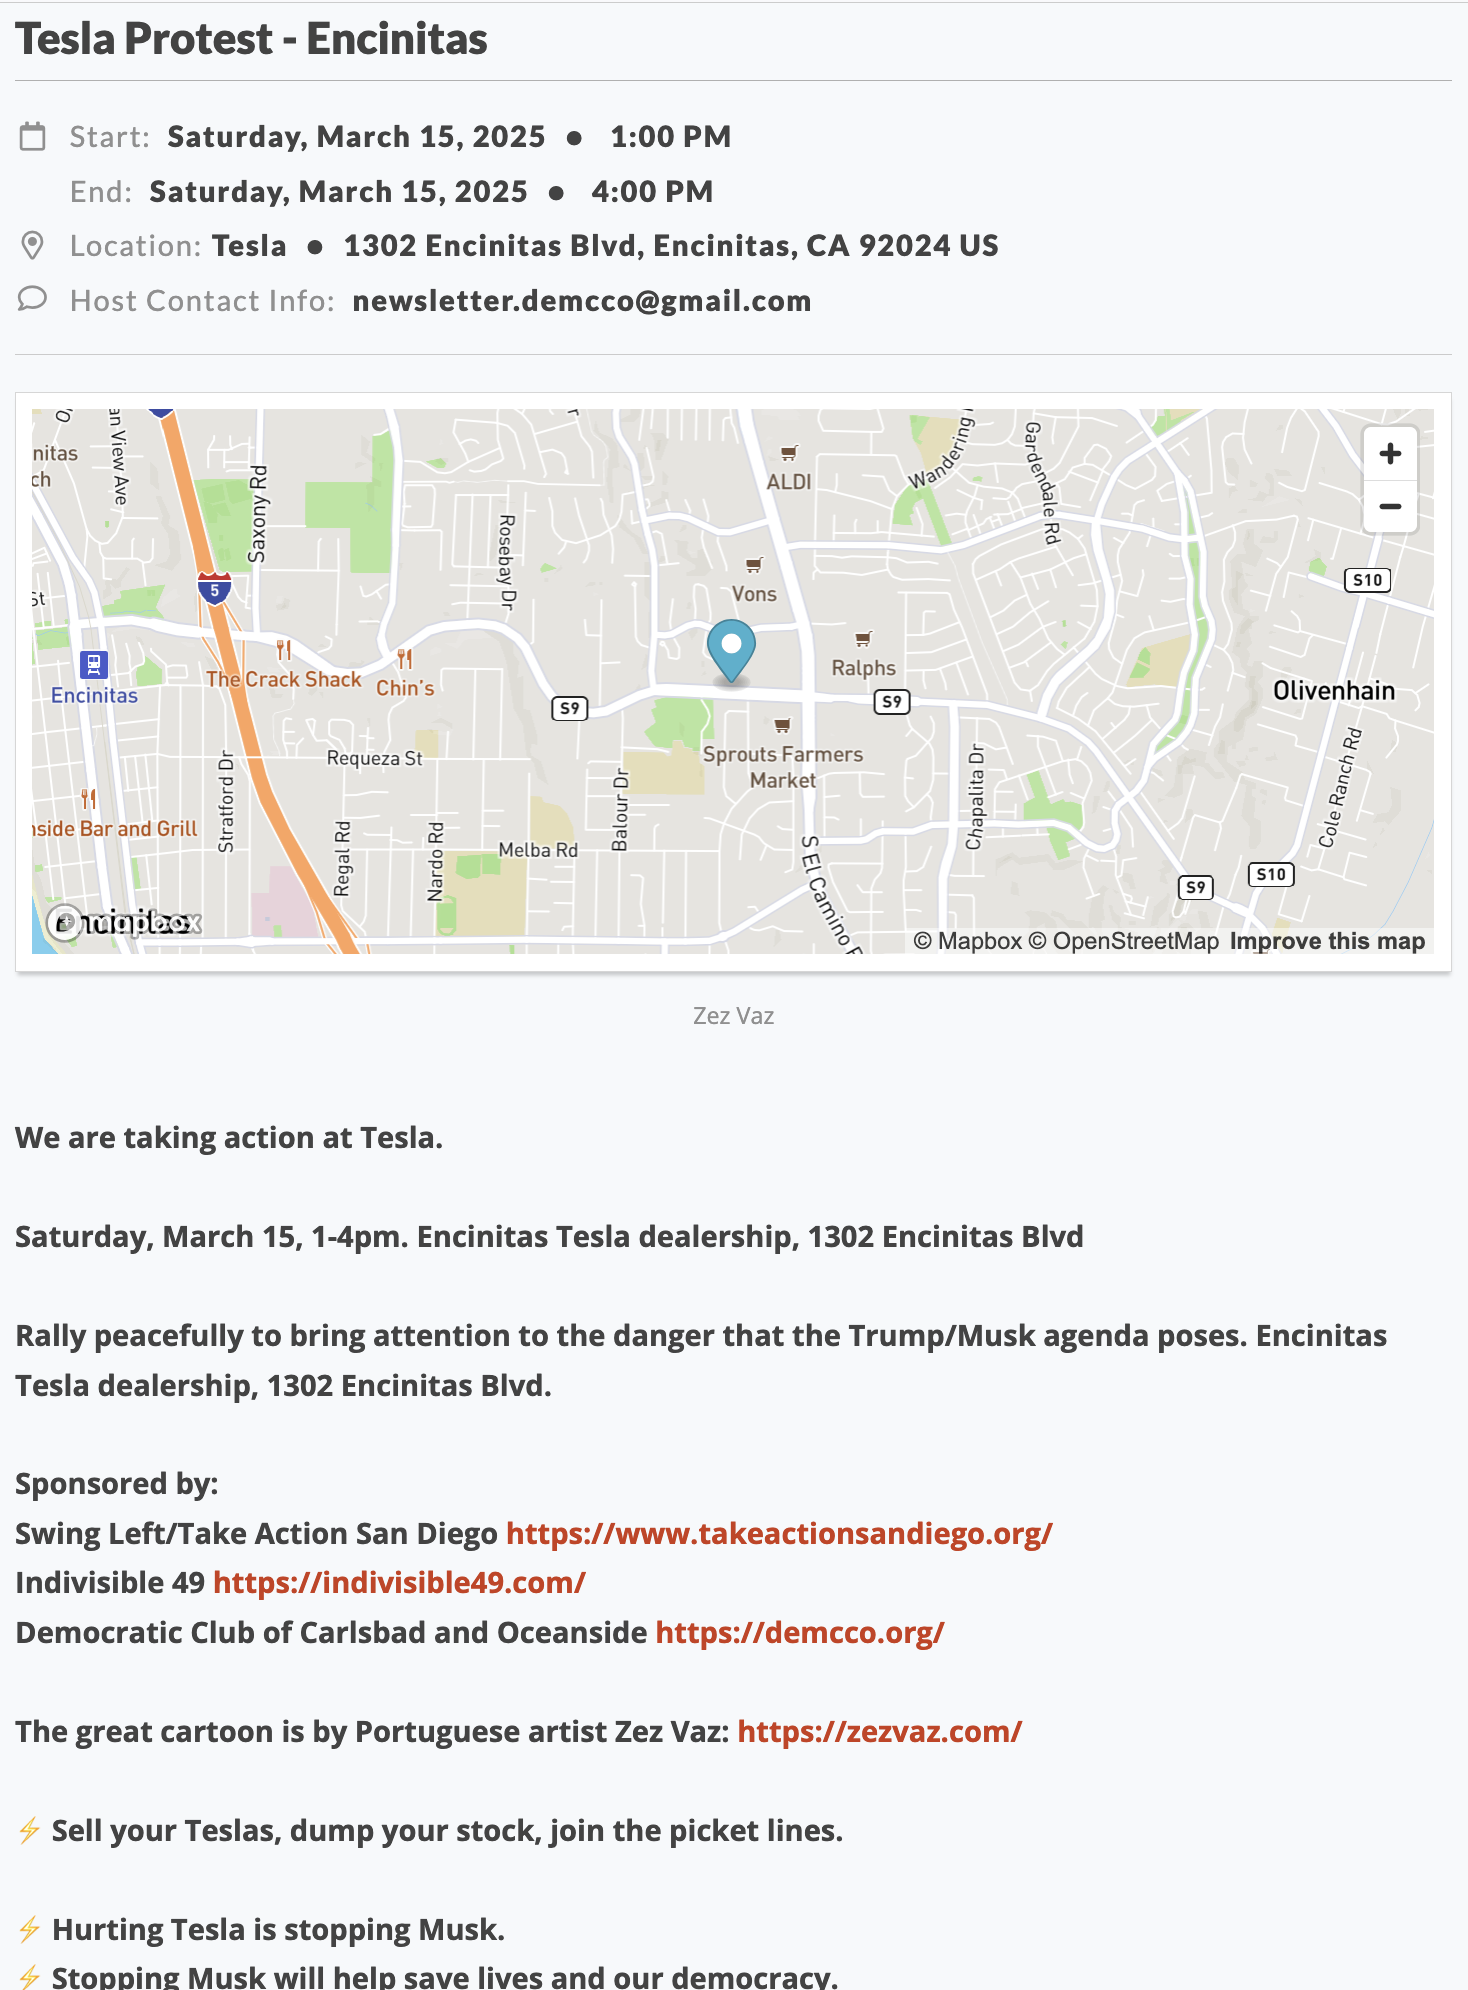 Tesla Protest - Encinitas
Start: Saturday, March 15, 2025 ● 1:00 PM
End: Saturday, March 15, 2025 ● 4:00 PM
Location: Tesla ● 1302 Encinitas Blvd, Encinitas, CA 92024 US
Host Contact Info: newsletter.demcco@gmail.com
an View Ave
nitas
ch
Saxony Rd
Rosebay Dr
ALDI
Wandering
Gardendale Rd
+
−
5
St
Vons
S10
Encinitas
The Crack Shack
Chin's
S9
Ralphs
S9
Olivenhain
Requeza St
Sprouts Farmers
Market
Stratford Dr
Balour Dr
Chapalita Dr
Cole Ranch Rd
nside Bar and Grill
Regal Rd
Nardo Rd
Melba Rd
S El Camino R
S9
S10
© Mapbox © OpenStreetMap Improve this map
Zez Vaz
We are taking action at Tesla.
Saturday, March 15, 1-4pm. Encinitas Tesla dealership, 1302 Encinitas Blvd
Rally peacefully to bring attention to the danger that the Trump/Musk agenda poses. Encinitas
Tesla dealership, 1302 Encinitas Blvd.
Sponsored by:
Swing Left/Take Action San Diego https://www.takeactionsandiego.org/
Indivisible 49 https://indivisible49.com/
Democratic Club of Carlsbad and Oceanside https://demcco.org/
The great cartoon is by Portuguese artist Zez Vaz: https://zezvaz.com/
⚡ Sell your Teslas, dump your stock, join the picket lines.
⚡ Hurting Tesla is stopping Musk.
⚡ Stopping Musk will help save lives and our democracy.